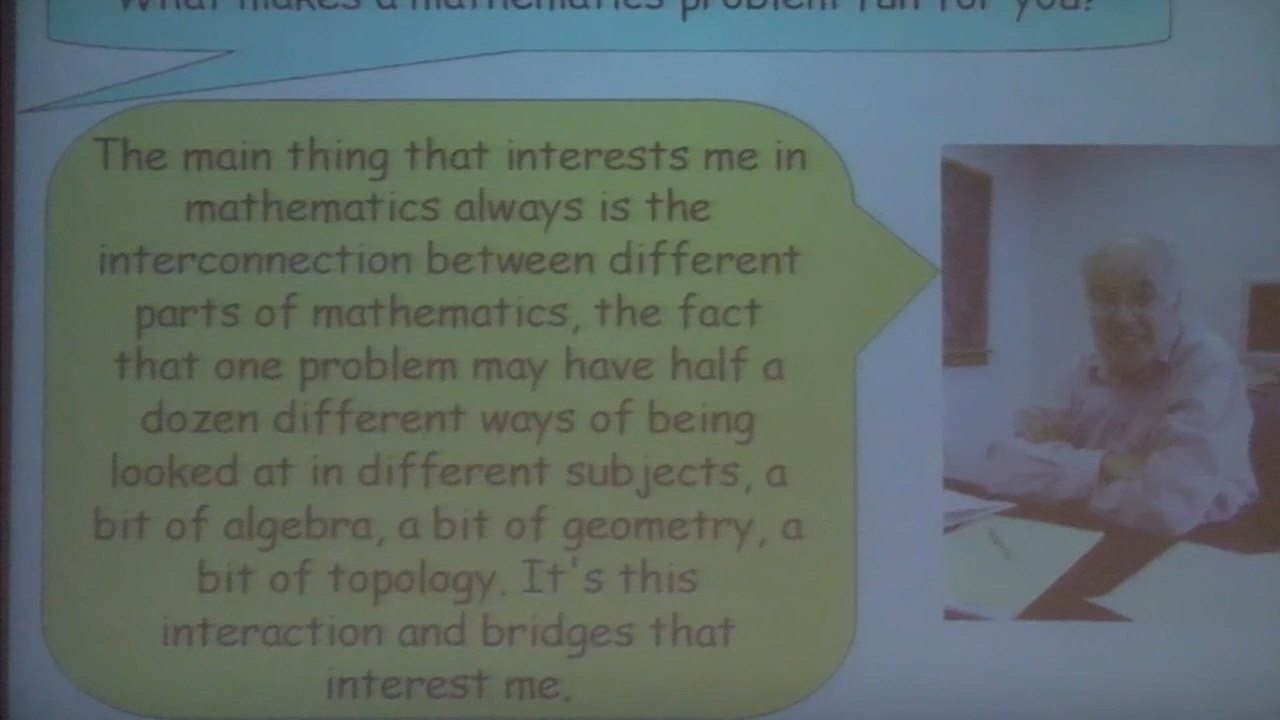 What makes a mathematics problem fun for you?
The main thing that interests me in
mathematics always is the
interconnection between different
parts of mathematics, the fact
that one problem may have half a
dozen different ways of being
looked at in different subjects, a
bit of algebra, a bit of geometry, a
bit of topology. It's this
interaction and bridges that
interest me.